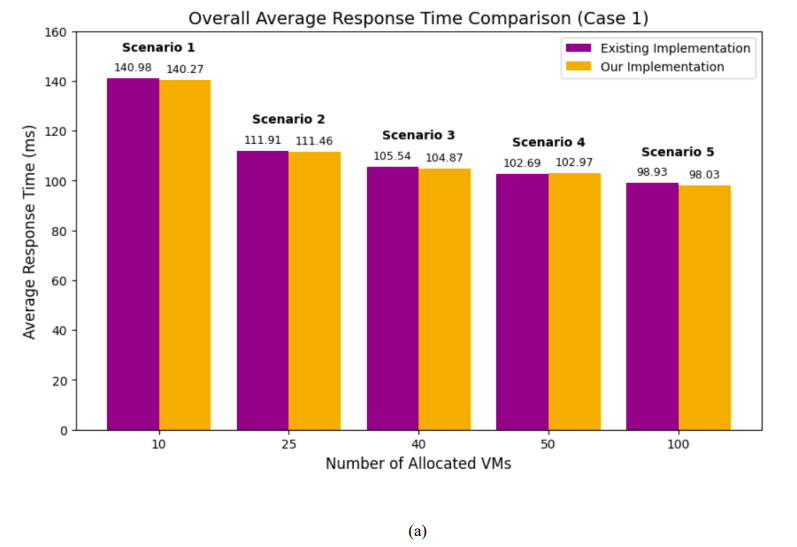 Overall Average Response Time Comparison (Case 1)
Existing Implementation
Our Implementation
Average Response Time (ms)
160
140
120
100
80
60
40
20
0
Scenario 1
140.98 140.27
Scenario 2
111.91 111.46
Scenario 3
105.54 104.87
Scenario 4
102.69 102.97
Scenario 5
98.93 98.03
10 25 40 50 100
Number of Allocated VMs
(a)